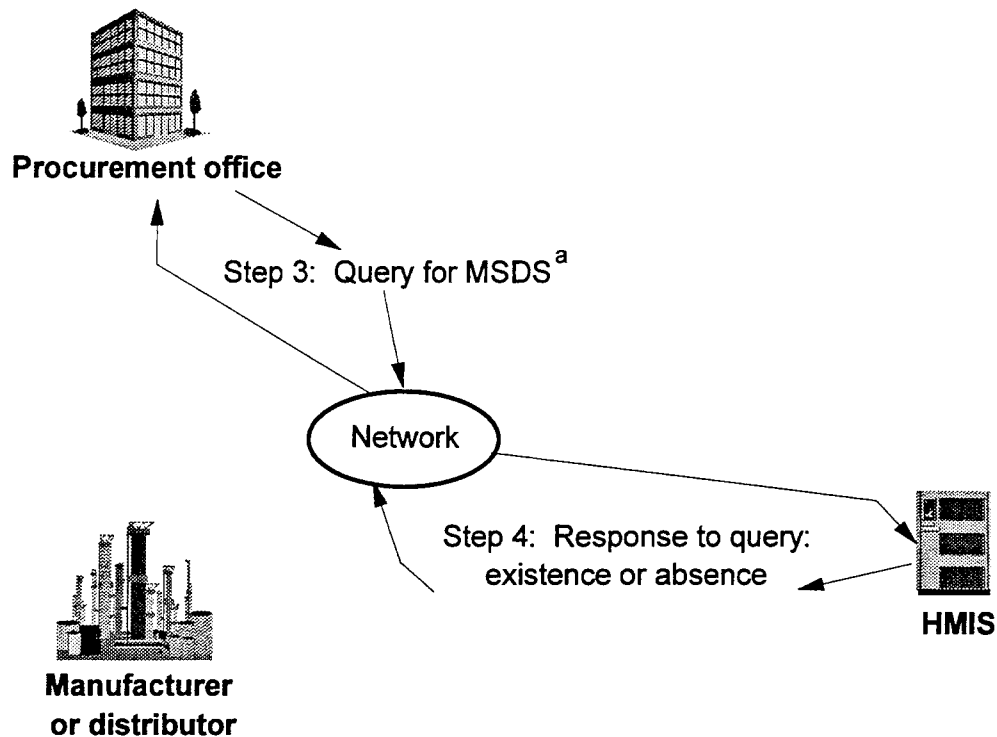 Procurement office
Step 3: Query for MSDS a
Network
Step 4: Response to query:
existence or absence
HMIS
Manufacturer
or distributor